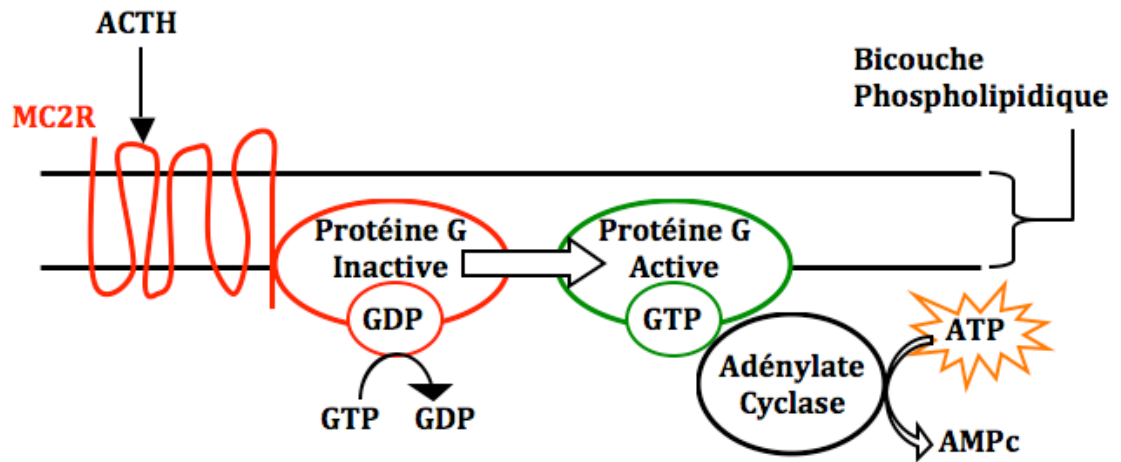 ACTH
Bicouche
Phospholipidique
MC2R
Protéine G
Inactive
GDP
GTP
GDP
Protéine G
Active
GTP
Adénylate
Cyclase
ATP
AMPc